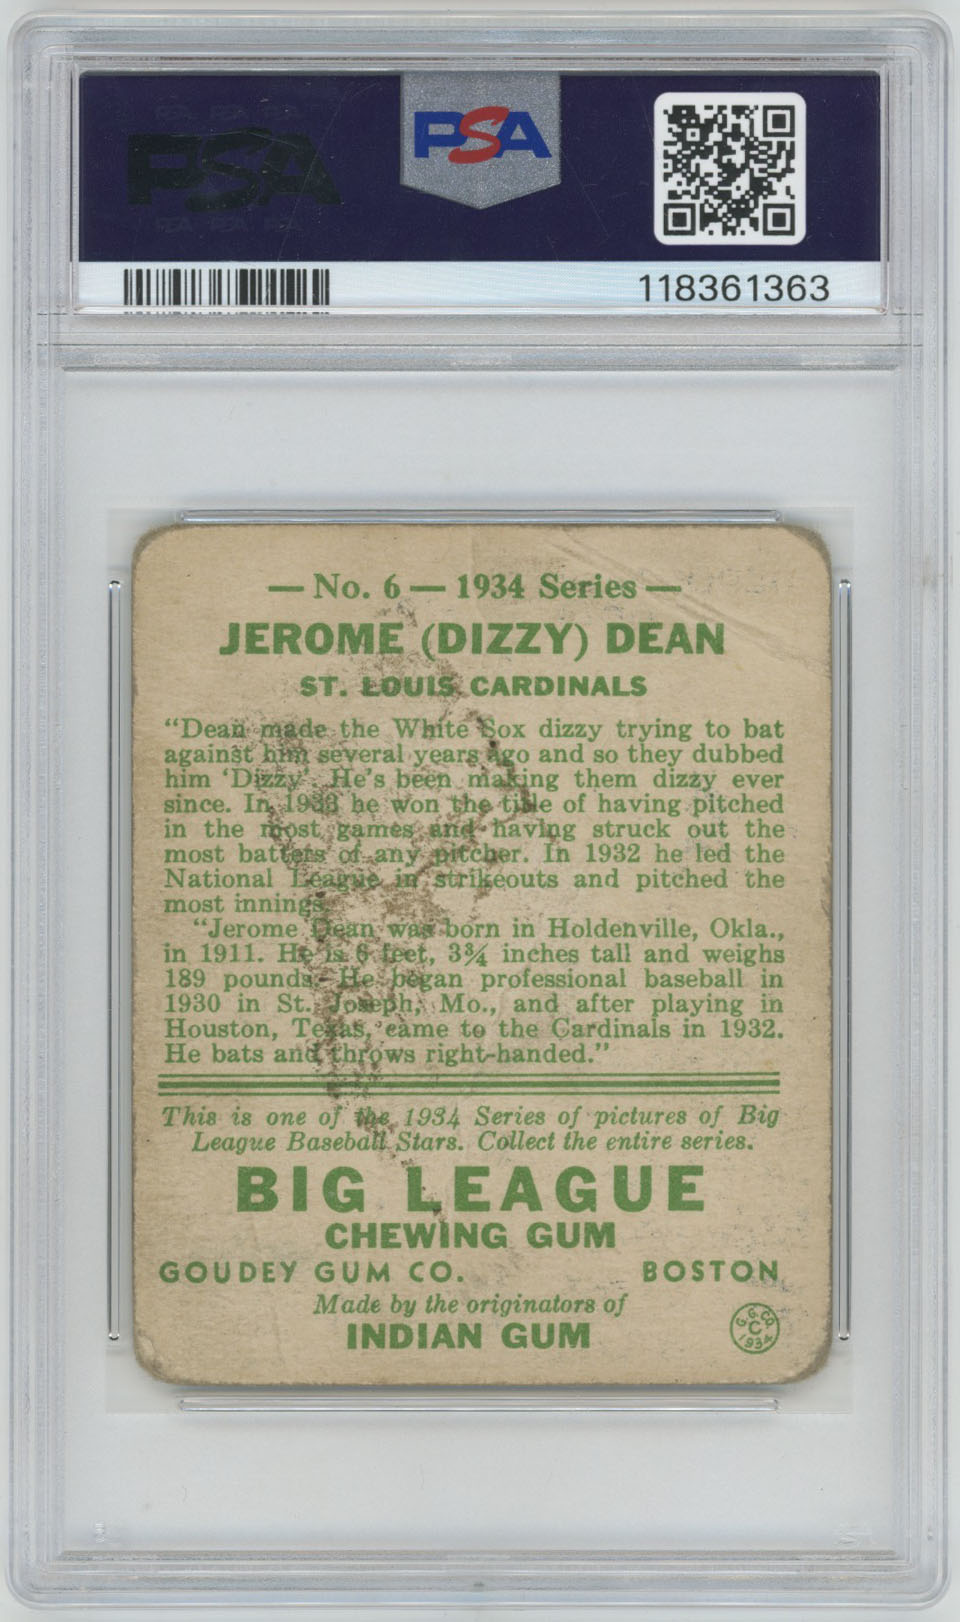 PSA
PSA
118361363
— No. 6 — 1934 Series —
JEROME (DIZZY) DEAN
ST. LOUIS CARDINALS
“Dean made the White Sox dizzy trying to bat
against him several years ago and so they dubbed
him ‘Dizzy’. He’s been making them dizzy ever
since. In 1933 he won the title of having pitched
in the most games and having struck out the
most batters of any pitcher. In 1932 he led the
National League in strikeouts and pitched the
most innings.
“Jerome Dean was born in Holdenville, Okla.,
in 1911. He is 6 feet, 3¾ inches tall and weighs
189 pounds. He began professional baseball in
1930 in St. Joseph, Mo., and after playing in
Houston, Texas, came to the Cardinals in 1932.
He bats and throws right-handed.”
This is one of the 1934 Series of pictures of Big
League Baseball Stars. Collect the entire series.
BIG LEAGUE
CHEWING GUM
GOUDEY GUM CO. BOSTON
Made by the originators of
INDIAN GUM
G. G. CO.
C
1934